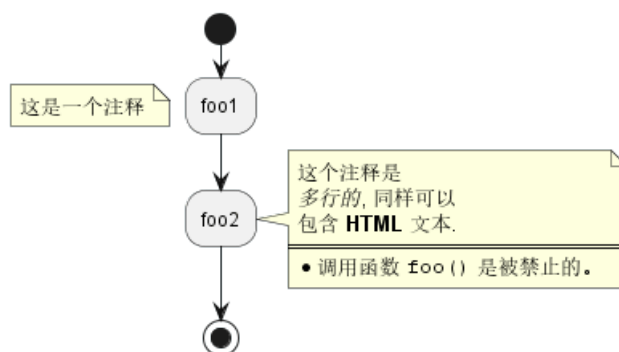 这是一个注释
foo1
foo2
这个注释是
多行的, 同样可以
包含 HTML 文本.
• 调用函数 foo() 是被禁止的。